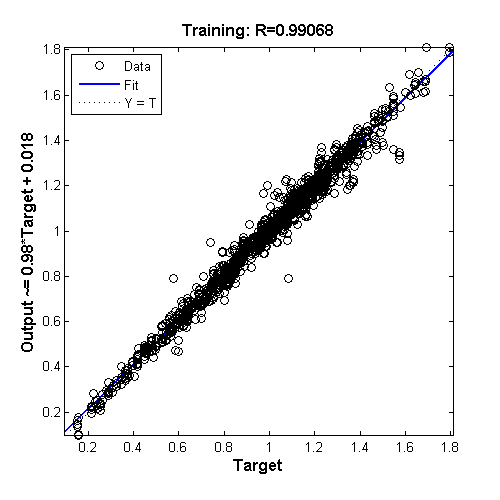 Training: R=0.99068
Data
Fit
Y = T
Output ~= 0.98*Target + 0.018
1.8
1.6
1.4
1.2
1
0.8
0.6
0.4
0.2
0.2 0.4 0.6 0.8 1 1.2 1.4 1.6 1.8
Target